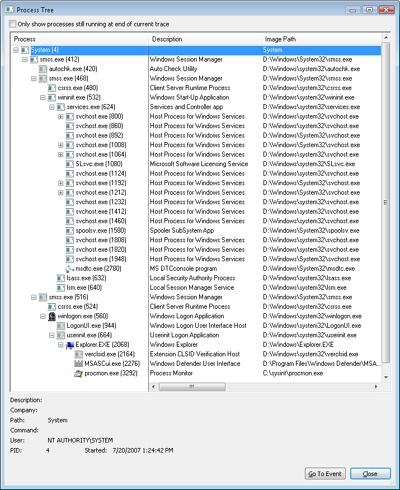 Process Tree
Only show processes still running at end of current trace
Process Description Image Path
System (4) System
smss.exe (412) Windows Session Manager D:\Windows\System32\smss.exe
autochk.exe (420) Auto Check Utility D:\Windows\system32\autochk.exe
smss.exe (468) Windows Session Manager D:\Windows\System32\smss.exe
csrss.exe (480) Client Server Runtime Process D:\Windows\system32\csrss.exe
wininit.exe (532) Windows Start-Up Application D:\Windows\system32\wininit.exe
services.exe (624) Services and Controller app D:\Windows\system32\services.exe
svchost.exe (800) Host Process for Windows Services D:\Windows\system32\svchost.exe
svchost.exe (860) Host Process for Windows Services D:\Windows\system32\svchost.exe
svchost.exe (892) Host Process for Windows Services D:\Windows\System32\svchost.exe
svchost.exe (1008) Host Process for Windows Services D:\Windows\System32\svchost.exe
svchost.exe (1064) Host Process for Windows Services D:\Windows\system32\svchost.exe
SLsvc.exe (1080) Microsoft Software Licensing Service D:\Windows\system32\SLsvc.exe
svchost.exe (1124) Host Process for Windows Services D:\Windows\system32\svchost.exe
svchost.exe (1192) Host Process for Windows Services D:\Windows\system32\svchost.exe
svchost.exe (1212) Host Process for Windows Services D:\Windows\System32\svchost.exe
svchost.exe (1232) Host Process for Windows Services D:\Windows\system32\svchost.exe
svchost.exe (1412) Host Process for Windows Services D:\Windows\system32\svchost.exe
svchost.exe (1460) Host Process for Windows Services D:\Windows\system32\svchost.exe
spoolsv.exe (1580) Spooler SubSystem App D:\Windows\System32\spoolsv.exe
svchost.exe (1808) Host Process for Windows Services D:\Windows\system32\svchost.exe
svchost.exe (1820) Host Process for Windows Services D:\Windows\system32\svchost.exe
svchost.exe (1948) Host Process for Windows Services D:\Windows\System32\svchost.exe
msdtc.exe (2780) MS DTCconsole program D:\Windows\System32\msdtc.exe
lsass.exe (632) Local Security Authority Process D:\Windows\system32\lsass.exe
lsm.exe (640) Local Session Manager Service D:\Windows\system32\lsm.exe
smss.exe (516) Windows Session Manager D:\Windows\System32\smss.exe
csrss.exe (524) Client Server Runtime Process D:\Windows\system32\csrss.exe
winlogon.exe (560) Windows Logon Application D:\Windows\system32\winlogon.exe
LogonUI.exe (944) Windows Logon User Interface Host D:\Windows\system32\LogonUI.exe
userinit.exe (664) Userinit Logon Application D:\Windows\system32\userinit.exe
Explorer.EXE (2068) Windows Explorer D:\Windows\Explorer.EXE
verclsid.exe (2164) Extension CLSID Verification Host D:\Windows\system32\verclsid.exe
MSASCui.exe (2088) Windows Defender User Interface D:\Program Files\Windows Defender\MSA...
procmon.exe (3292) Process Monitor C:\sysint\procmon.exe
Description:
Company:
Path: System
Command:
User: NT AUTHORITY\SYSTEM
PID: 4 Started: 7/20/2007 1:24:42 PM
Go To Event Close